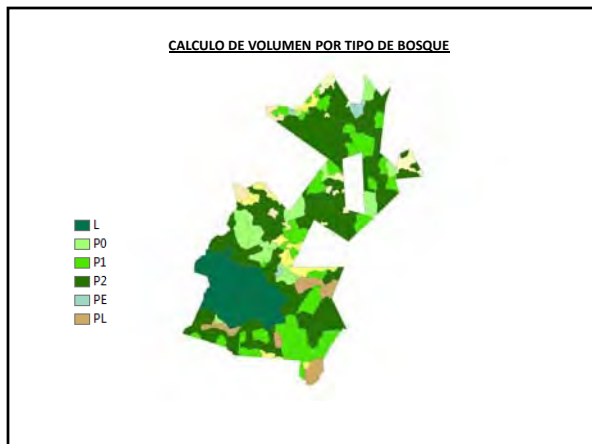 CALCULO DE VOLUMEN POR TIPO DE BOSQUE
L
P0
P1
P2
PE
PL